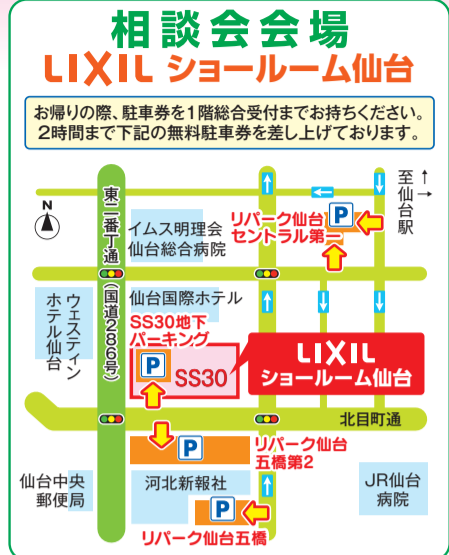 相談会会場
LIXIL ショールーム仙台
お帰りの際、駐車券を1階総合受付までお持ちください。
2時間まで下記の無料駐車券を差し上げております。
至仙台駅
N
東二番丁通(国道286号)
イムス明理会
仙台総合病院
リパーク仙台
セントラル第一
P
ウェスティン
ホテル仙台
仙台国際ホテル
SS30地下
パーキング
P
SS30
LIXIL
ショールーム仙台
北目町通
P
リパーク仙台
五橋第2
仙台中央
郵便局
河北新報社
P
リパーク仙台五橋
JR仙台
病院